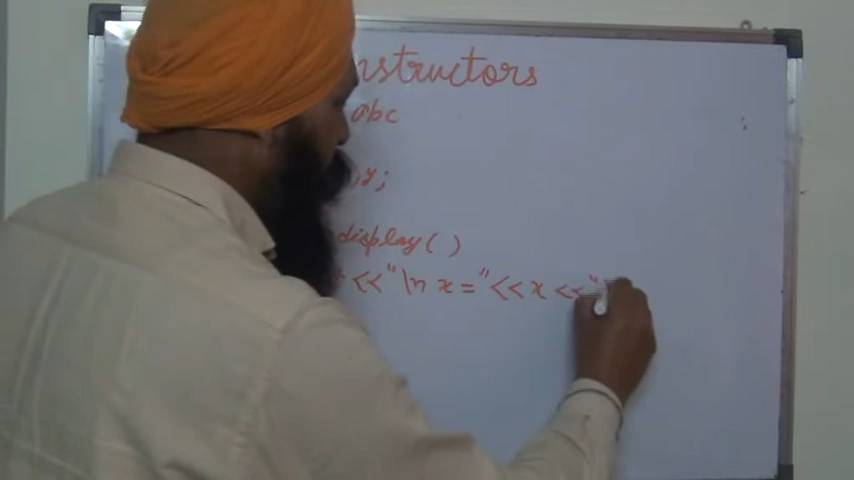 nstructors
abc
,y;
display()
<<"\n x="<<x<<"